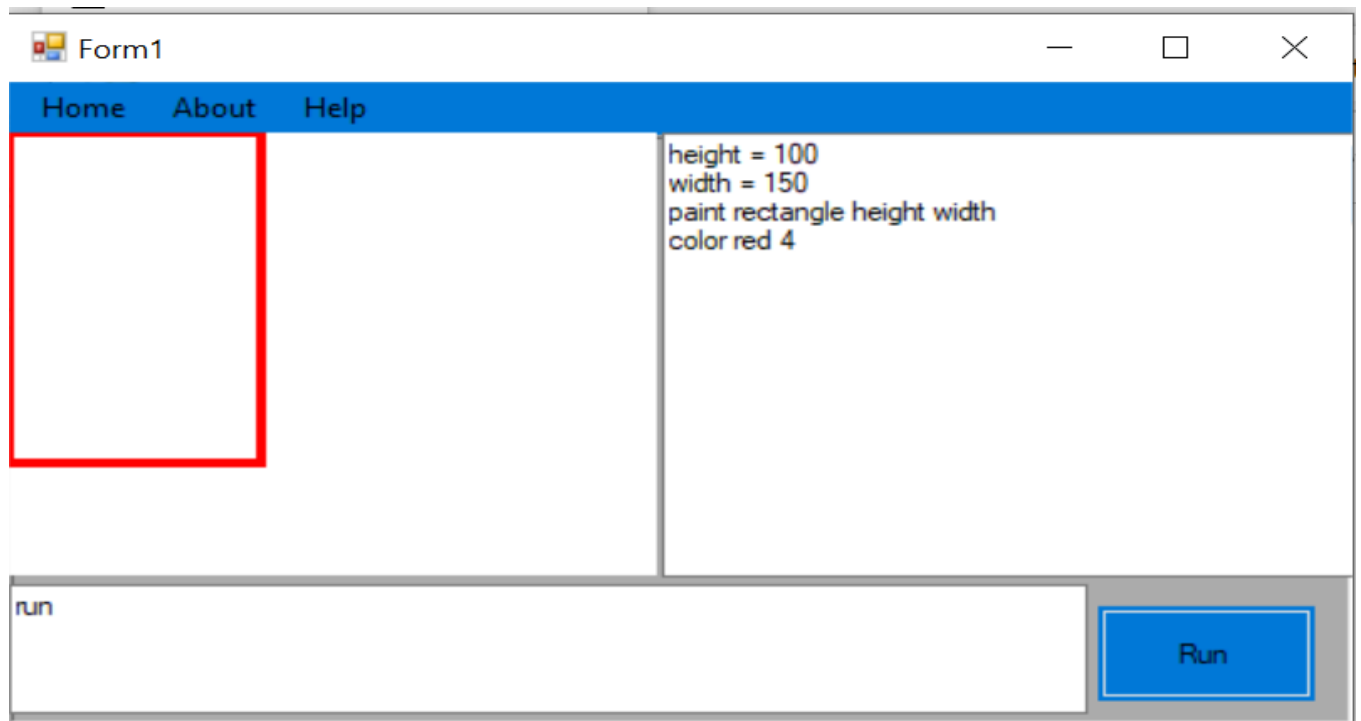 Form1
Home About Help
height = 100
width = 150
paint rectangle height width
color red 4
run
Run